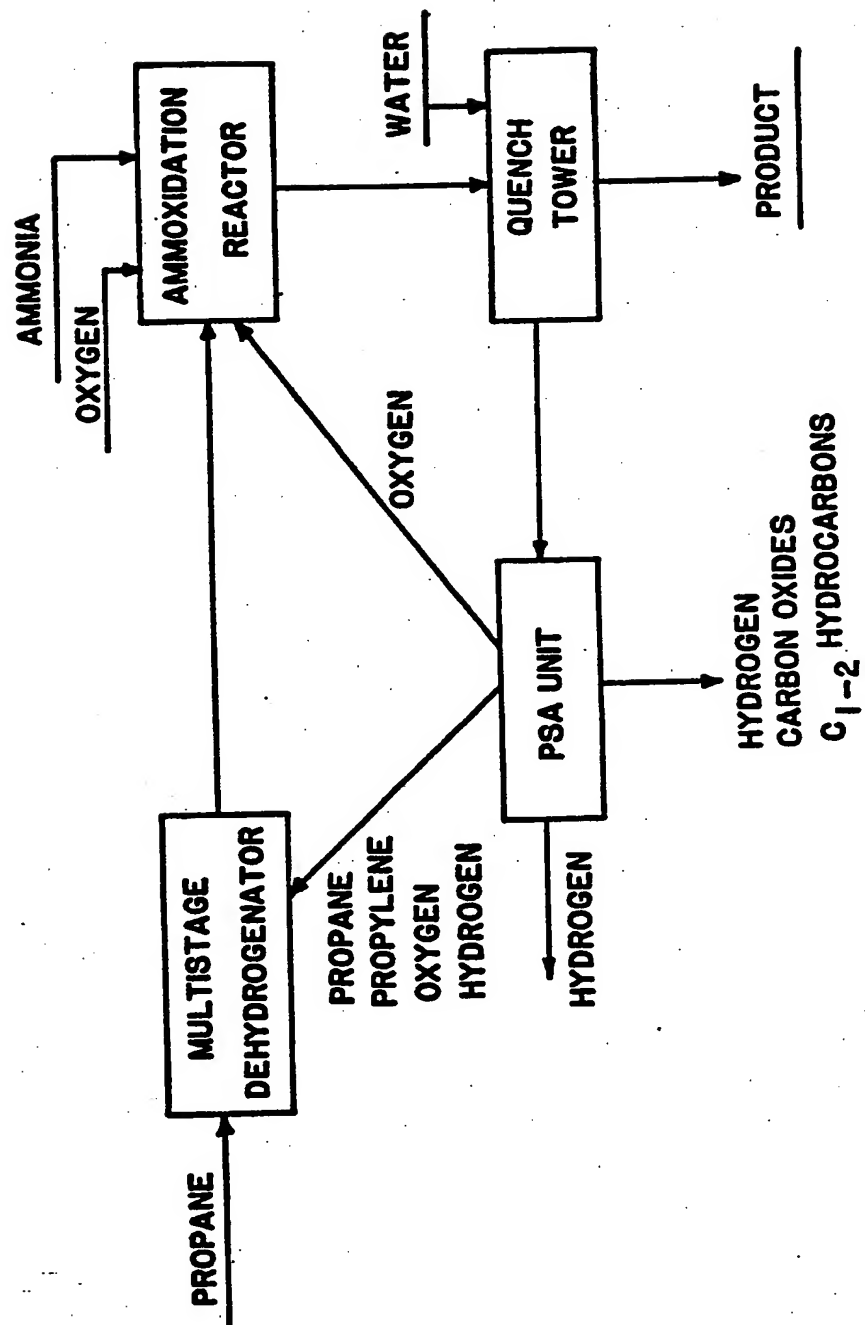 AMMONIA
OXYGEN
PROPANE
MULTISTAGE
DEHYDROGENATOR
AMMOXIDATION
REACTOR
PROPANE
PROPYLENE
OXYGEN
HYDROGEN
OXYGEN
WATER
HYDROGEN
PSA UNIT
QUENCH
TOWER
HYDROGEN
CARBON OXIDES
C1-2 HYDROCARBONS
PRODUCT